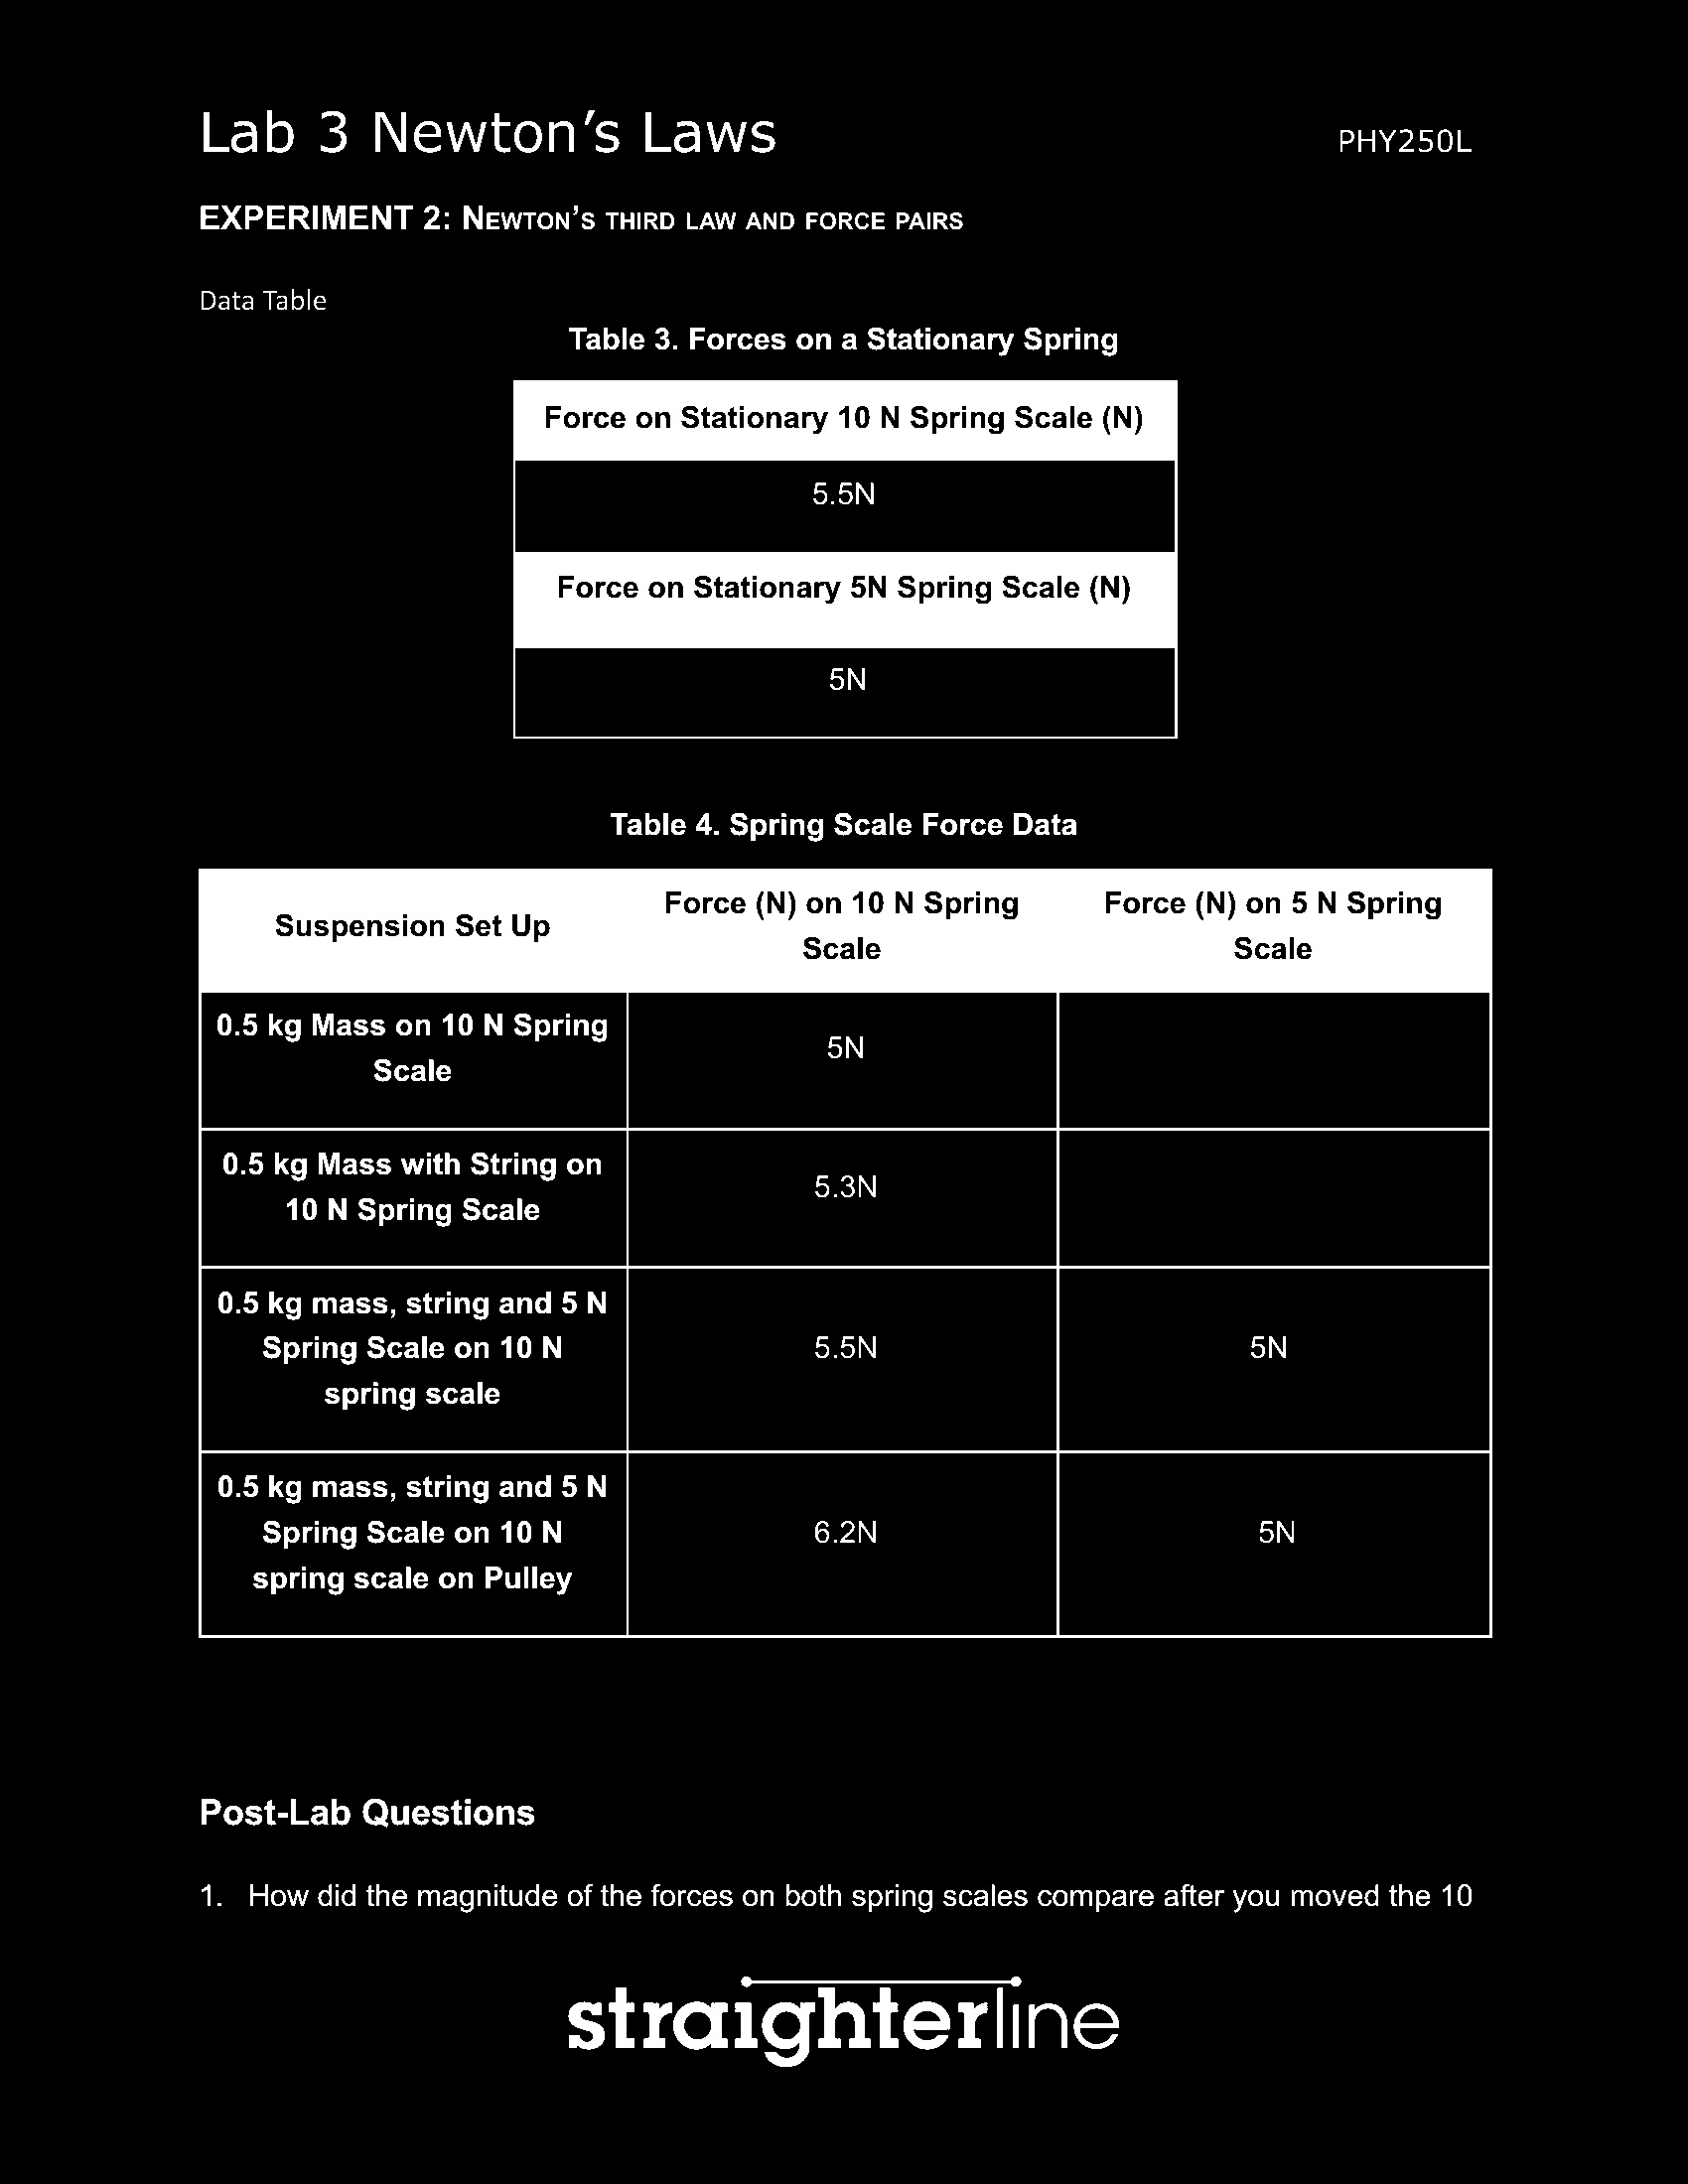 Lab 3 Newton’s Laws PHY250L
EXPERIMENT 2: Newton’s third law and force pairs
Data Table
Table 3. Forces on a Stationary Spring
Force on Stationary 10 N Spring Scale (N)
5.5N
Force on Stationary 5N Spring Scale (N)
5N
Table 4. Spring Scale Force Data
Suspension Set Up
Force (N) on 10 N Spring
Scale
Force (N) on 5 N Spring
Scale
0.5 kg Mass on 10 N Spring
Scale
5N
0.5 kg Mass with String on
10 N Spring Scale
5.3N
0.5 kg mass, string and 5 N
Spring Scale on 10 N
spring scale
5.5N
5N
0.5 kg mass, string and 5 N
Spring Scale on 10 N
spring scale on Pulley
6.2N
5N
Post-Lab Questions
1. How did the magnitude of the forces on both spring scales compare after you moved the 10
straighterline